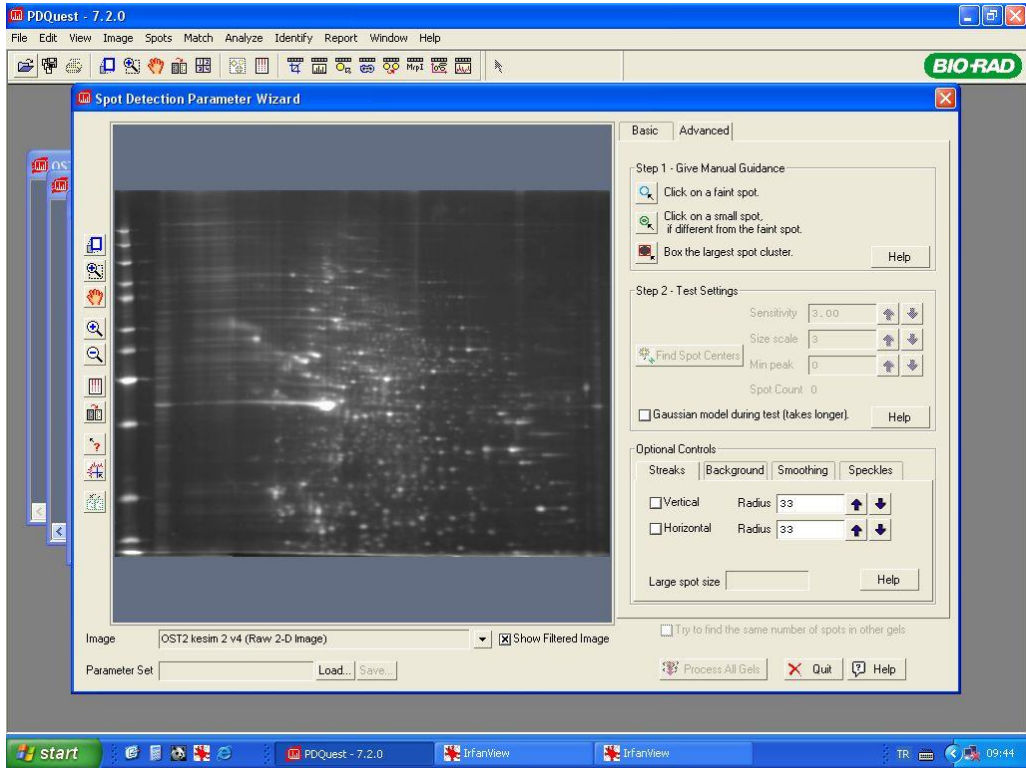 PDQuest - 7.2.0
File Edit View Image Spots Match Analyze Identify Report Window Help
MrpI
BIO-RAD
Spot Detection Parameter Wizard
Basic Advanced
Step 1 - Give Manual Guidance
Click on a faint spot.
Click on a small spot,
if different from the faint spot.
Box the largest spot cluster.
Help
Step 2 - Test Settings
Sensitivity 3.00
Size scale 3
Find Spot Centers
Min peak 0
Spot Count 0
Gaussian model during test (takes longer).
Help
Optional Controls
Streaks Background Smoothing Speckles
Vertical Radius 33
Horizontal Radius 33
Large spot size
Help
Image OST2 kesim 2 v4 (Raw 2-D Image) Show Filtered Image
Try to find the same number of spots in other gels
Parameter Set Load... Save...
Process All Gels Quit Help
start PDQuest - 7.2.0 IrfanView IrfanView TR 09:44